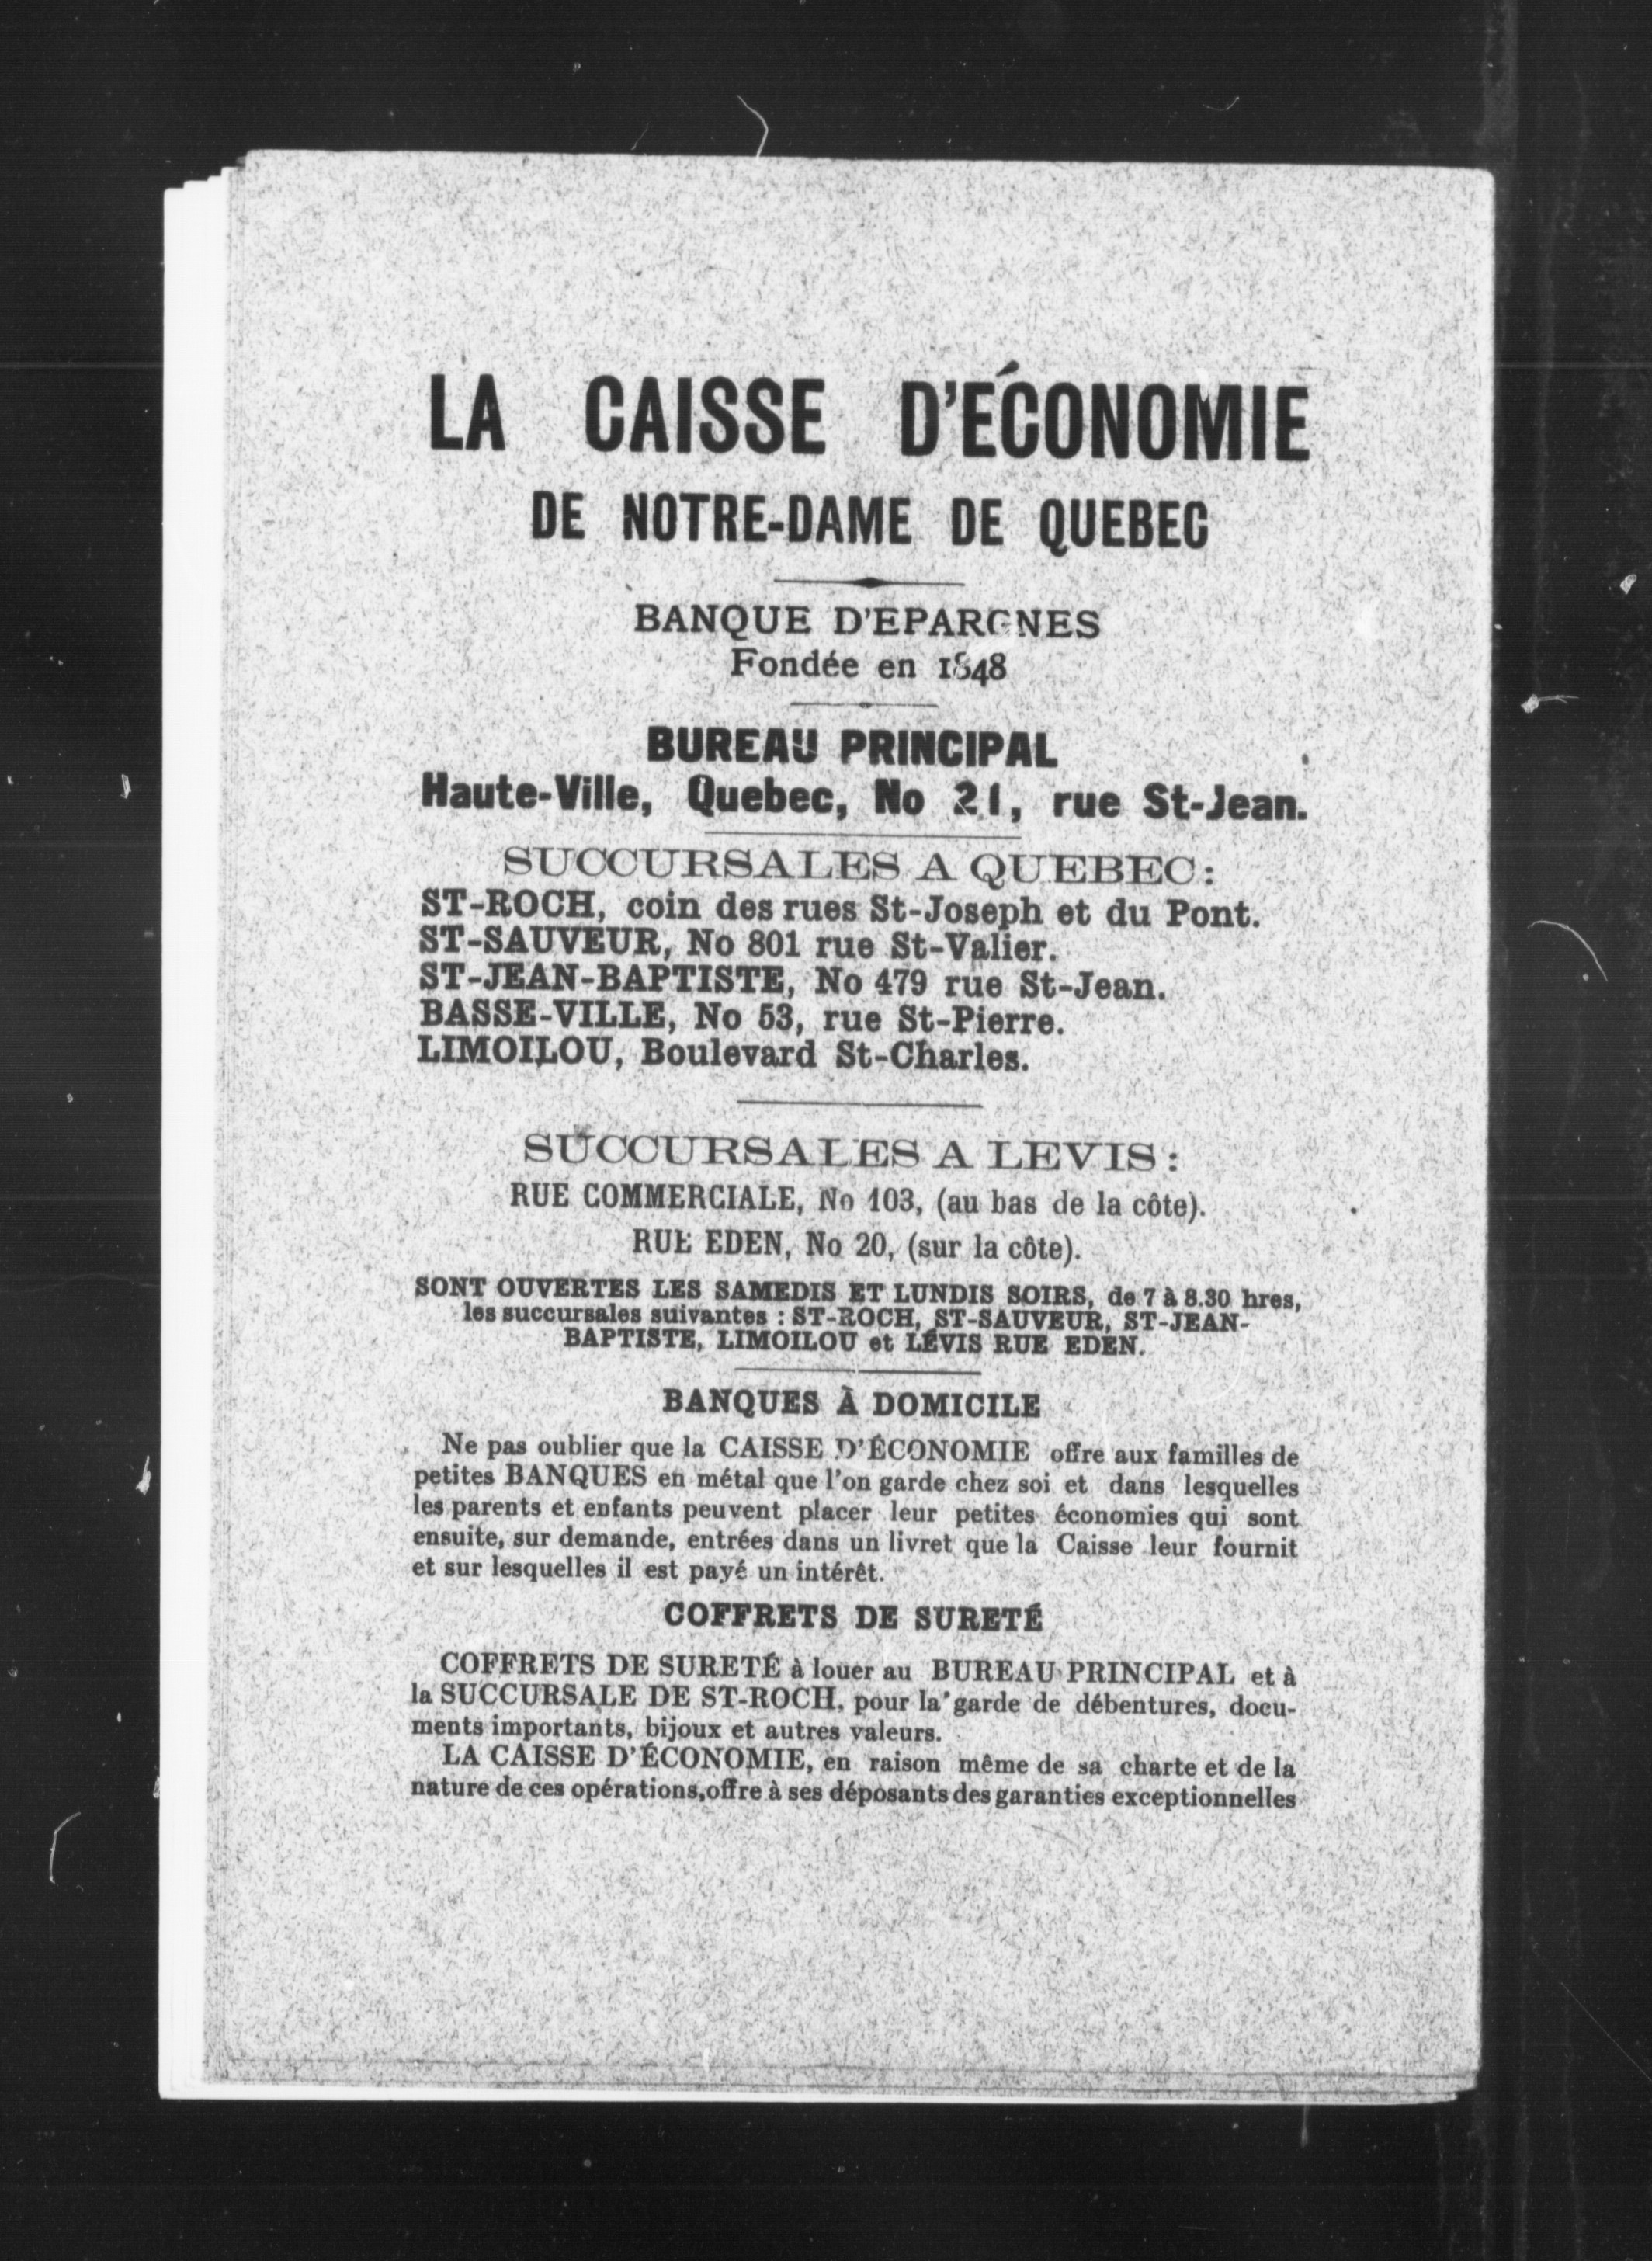 LA CAISSE D'ÉCONOMIE
DE NOTRE-DAME DE QUEBEC
BANQUE D'EPARGNES
Fondée en 1848
BUREAU PRINCIPAL
Haute-Ville, Quebec, No 21, rue St-Jean.
SUCCURSALES A QUEBEC:
ST-ROCH, coin des rues St-Joseph et du Pont.
ST-SAUVEUR, No 801 rue St-Valier.
ST-JEAN-BAPTISTE, No 479 rue St-Jean.
BASSE-VILLE, No 53, rue St-Pierre.
LIMOILOU, Boulevard St-Charles.
SUCCURSALES A LEVIS:
RUE COMMERCIALE, No 103, (au bas de la côte).
RUE EDEN, No 20, (sur la côte).
SONT OUVERTES LES SAMEDIS ET LUNDIS SOIRS, de 7 à 8.30 hres,
les succursales suivantes : ST-ROCH, ST-SAUVEUR, ST-JEAN-
BAPTISTE, LIMOILOU et LÉVIS RUE EDEN.
BANQUES À DOMICILE
Ne pas oublier que la CAISSE D'ÉCONOMIE offre aux familles de
petites BANQUES en métal que l'on garde chez soi et dans lesquelles
les parents et enfants peuvent placer leur petites économies qui sont
ensuite, sur demande, entrées dans un livret que la Caisse leur fournit
et sur lesquelles il est payé un intérêt.
COFFRETS DE SURETÉ
COFFRETS DE SURETÉ à louer au BUREAU PRINCIPAL et à
la SUCCURSALE DE ST-ROCH, pour la garde de débentures, docu-
ments importants, bijoux et autres valeurs.
LA CAISSE D'ÉCONOMIE, en raison même de sa charte et de la
nature de ces opérations,offre à ses déposants des garanties exceptionnelles